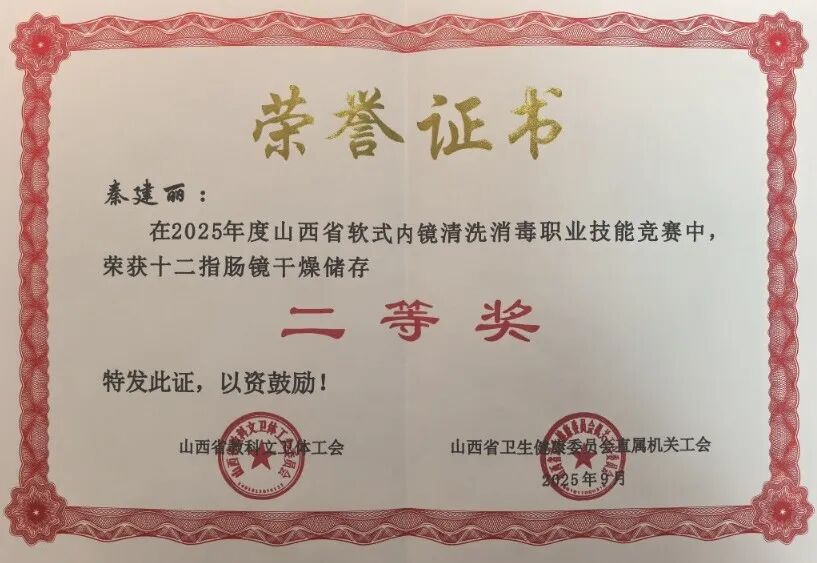 荣誉证书
秦建丽：
在2025年度山西省软式内镜清洗消毒职业技能竞赛中，
荣获十二指肠镜干燥储存
二等奖
特发此证，以资鼓励！
山西省教科文卫体工会
山西省卫生健康委员会直属机关工会
2025年9月